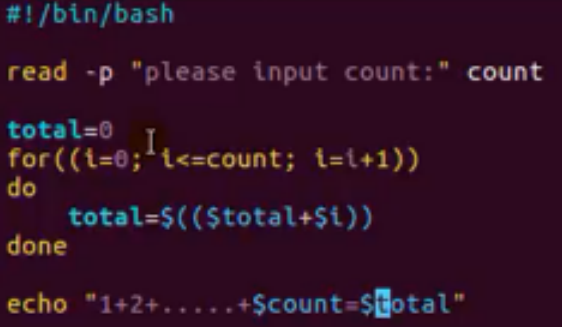 #!/bin/bash
read -p "please input count:" count
total=0
for((i=0; i<=count; i=i+1))
do
    total=$(($total+$i))
done
echo "1+2+.....+$count=$total"